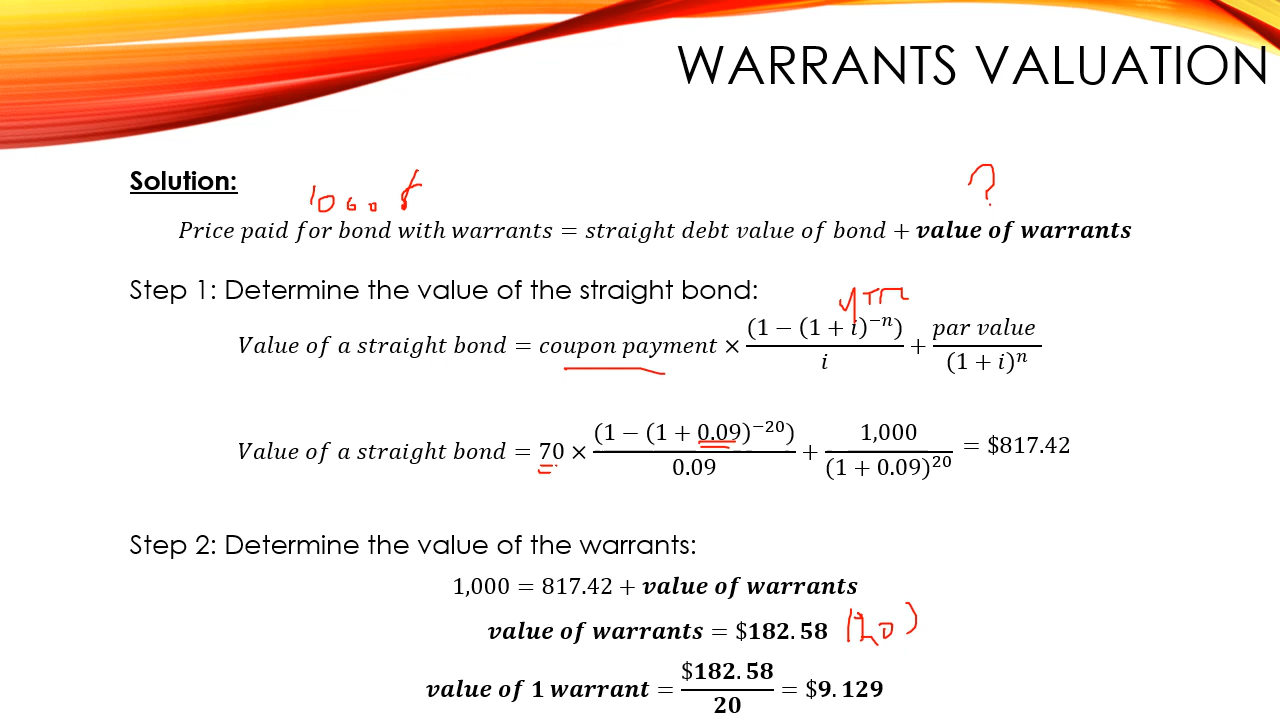 WARRANTS VALUATION
Solution:
1000 $
?
Price paid for bond with warrants = straight debt value of bond + value of warrants
Step 1: Determine the value of the straight bond:
YTM
Value of a straight bond = coupon payment × (1 − (1 + i)^−n) / i + par value / (1 + i)^n
Value of a straight bond = 70 × (1 − (1 + 0.09)^−20) / 0.09 + 1,000 / (1 + 0.09)^20 = $817.42
Step 2: Determine the value of the warrants:
1,000 = 817.42 + value of warrants
value of warrants = $182.58 (20)
value of 1 warrant = $182.58 / 20 = $9.129